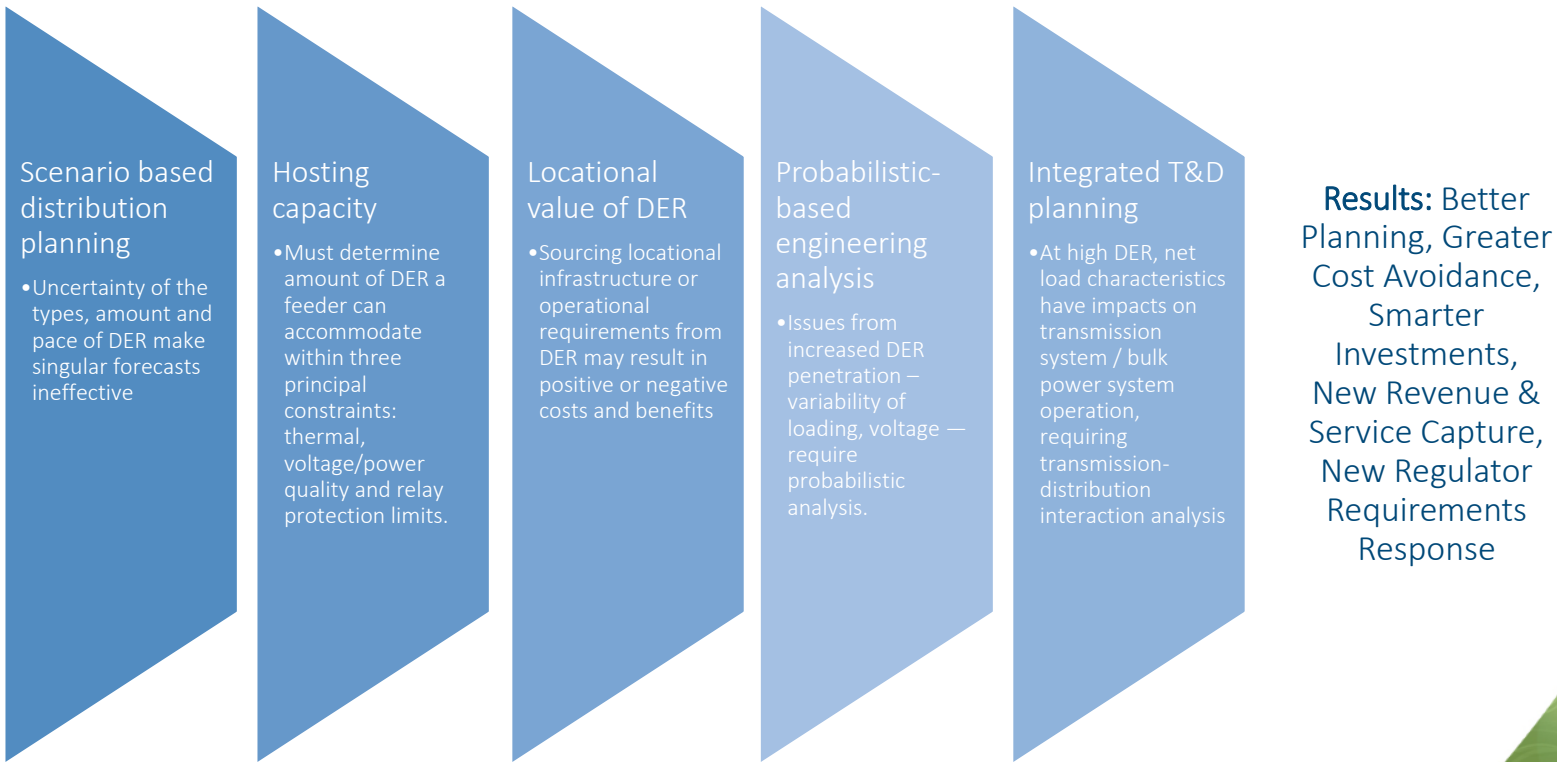 Scenario based
distribution
planning
•Uncertainty of the
types, amount and
pace of DER make
singular forecasts
ineffective
Hosting
capacity
•Must determine
amount of DER a
feeder can
accommodate
within three
principal
constraints:
thermal,
voltage/power
quality and relay
protection limits.
Locational
value of DER
•Sourcing locational
infrastructure or
operational
requirements from
DER may result in
positive or negative
costs and benefits
Probabilistic-
based
engineering
analysis
•Issues from
increased DER
penetration –
variability of
loading, voltage —
require
probabilistic
analysis.
Integrated T&D
planning
•At high DER, net
load characteristics
have impacts on
transmission
system / bulk
power system
operation,
requiring
transmission-
distribution
interaction analysis
Results: Better
Planning, Greater
Cost Avoidance,
Smarter
Investments,
New Revenue &
Service Capture,
New Regulator
Requirements
Response